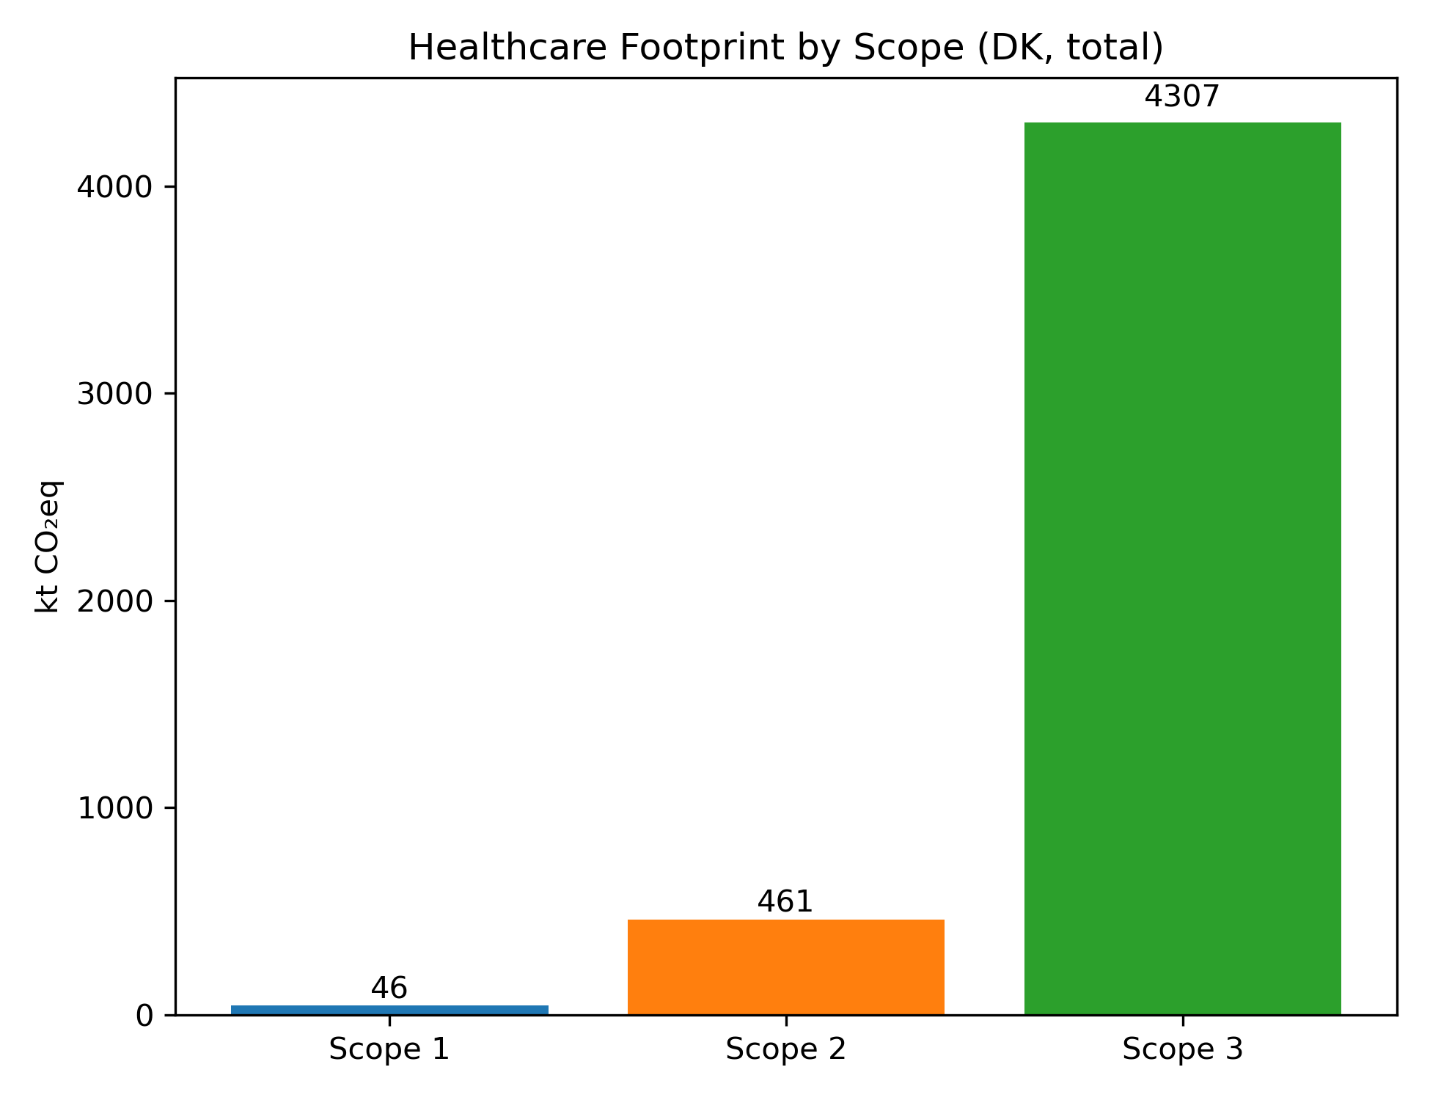 Healthcare Footprint by Scope (DK, total)
4307
4000
3000
kt CO₂eq
2000
1000
461
46
0
Scope 1
Scope 2
Scope 3